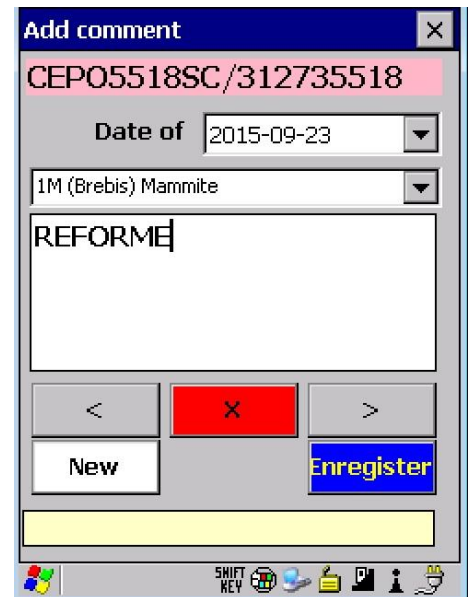 Add comment
CEPO5518SC/312735518
Date of 2015-09-23
1M (Brebis) Mammite
REFORME
< X >
New Enregister
SHIFT KEY